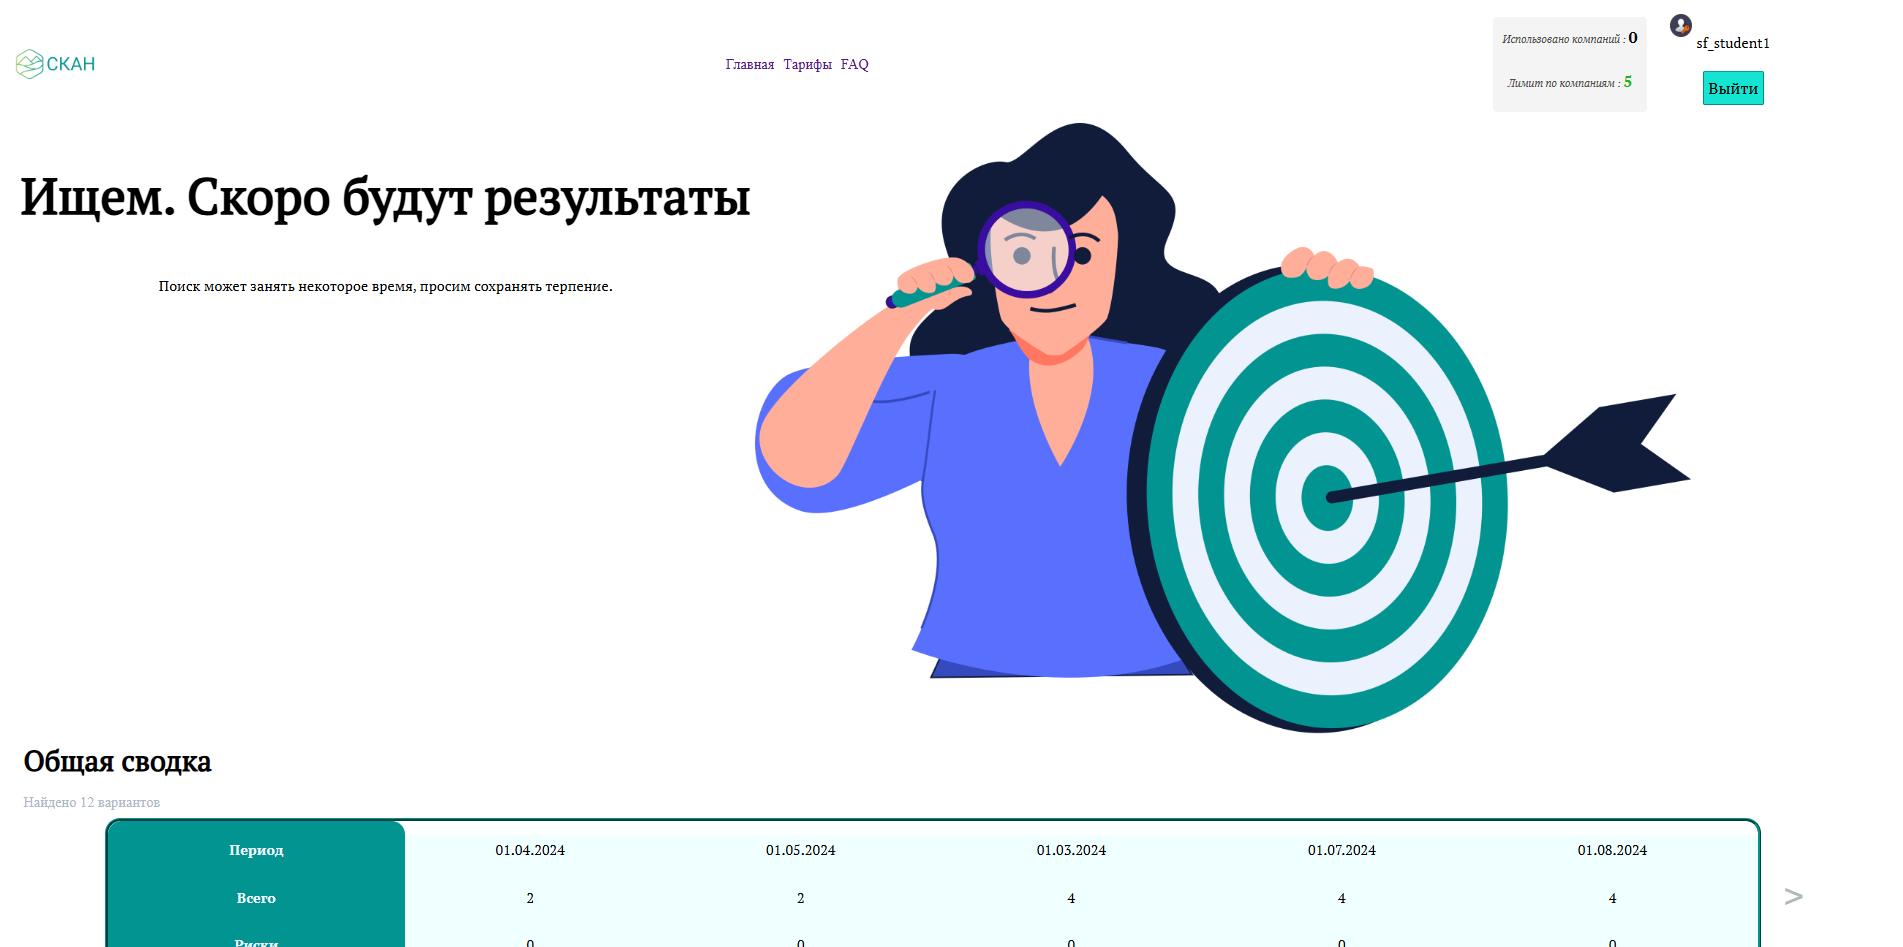 СКАН
Главная Тарифы FAQ
Использовано компаний : 0
Лимит по компаниям : 5
sf_student1
Выйти
Ищем. Скоро будут результаты
Поиск может занять некоторое время, просим сохранять терпение.
Общая сводка
Найдено 12 вариантов
Период 01.04.2024 01.05.2024 01.03.2024 01.07.2024 01.08.2024
Всего 2 2 4 4 4
>
Риски 0 0 0 0 0